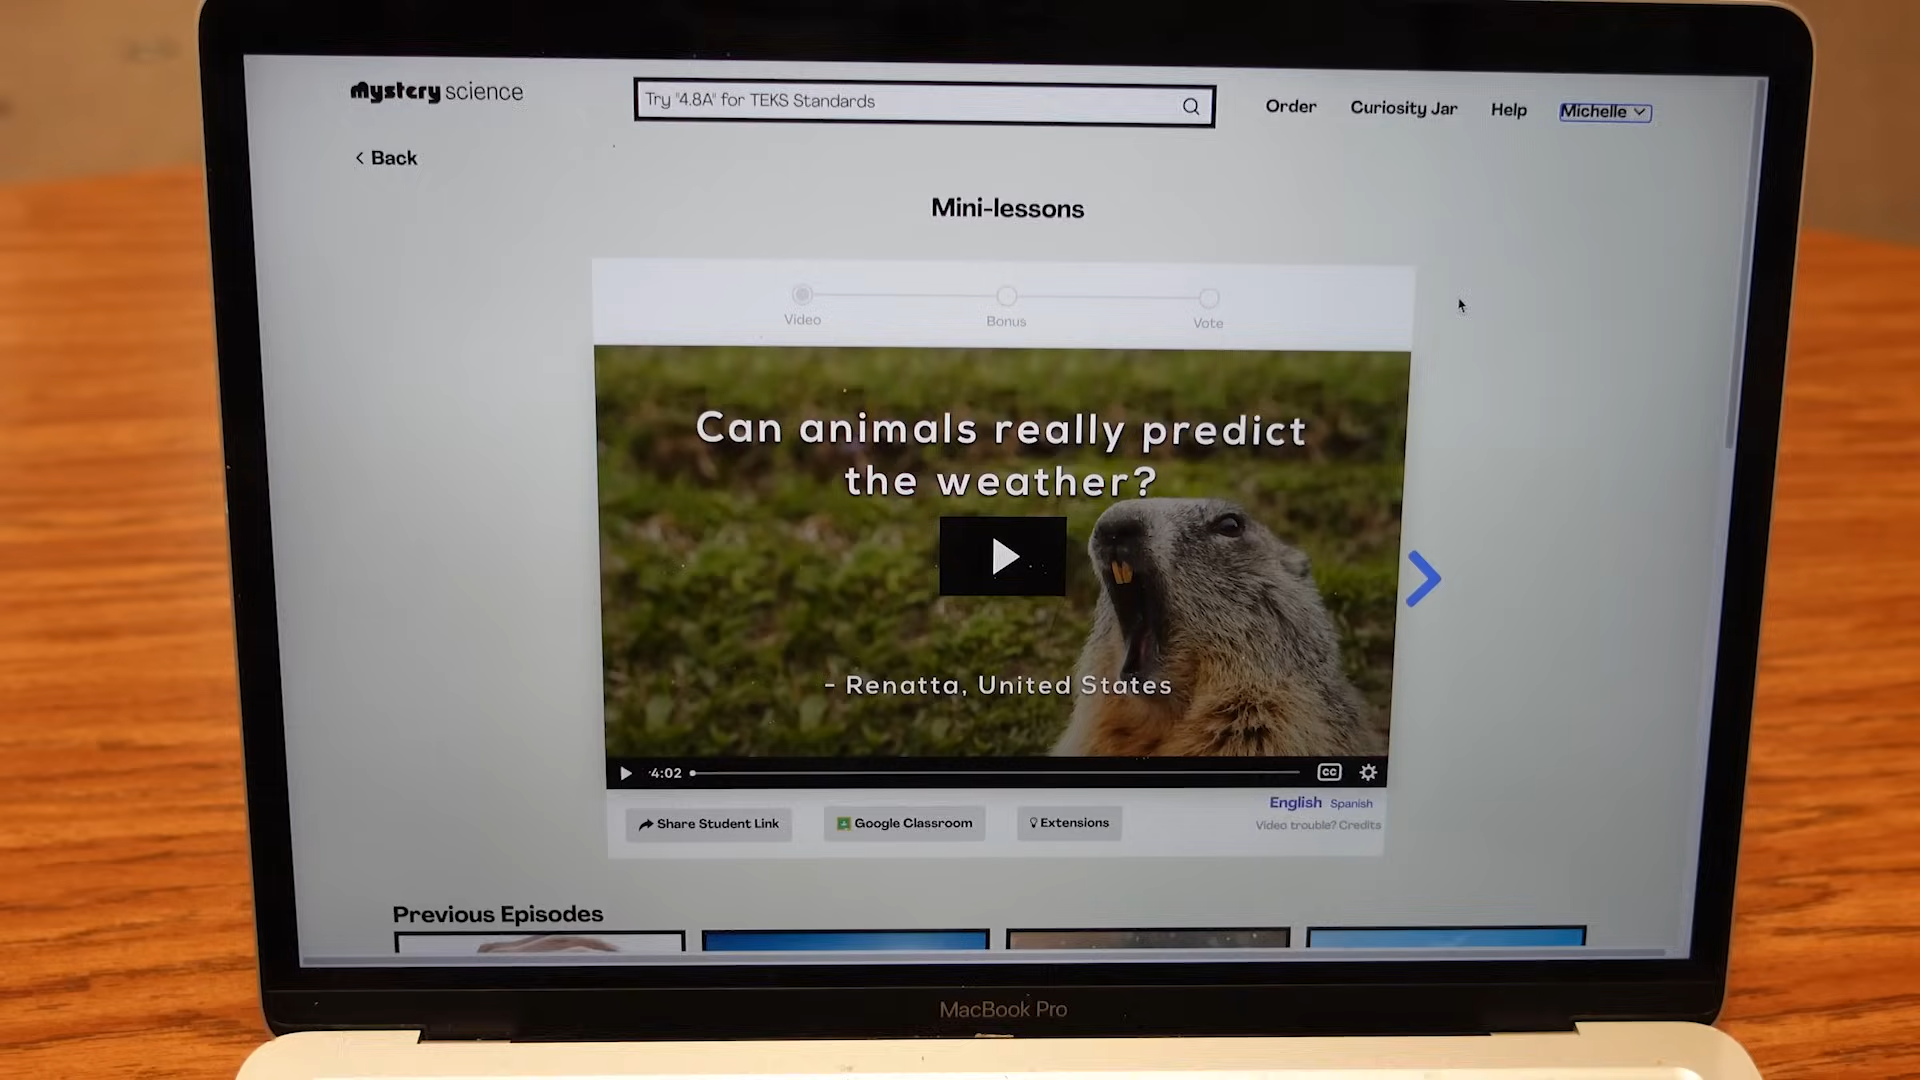 Mystery science
Try "4.8A" for TEKS Standards
Order
Curiosity Jar
Help
Michelle
Back
Mini-lessons
Video
Bonus
Vote
Can animals really predict
the weather?
- Renatta, United States
4:02
CC
English Spanish
Share Student Link
Google Classroom
Extensions
Video trouble? Credits
Previous Episodes
MacBook Pro